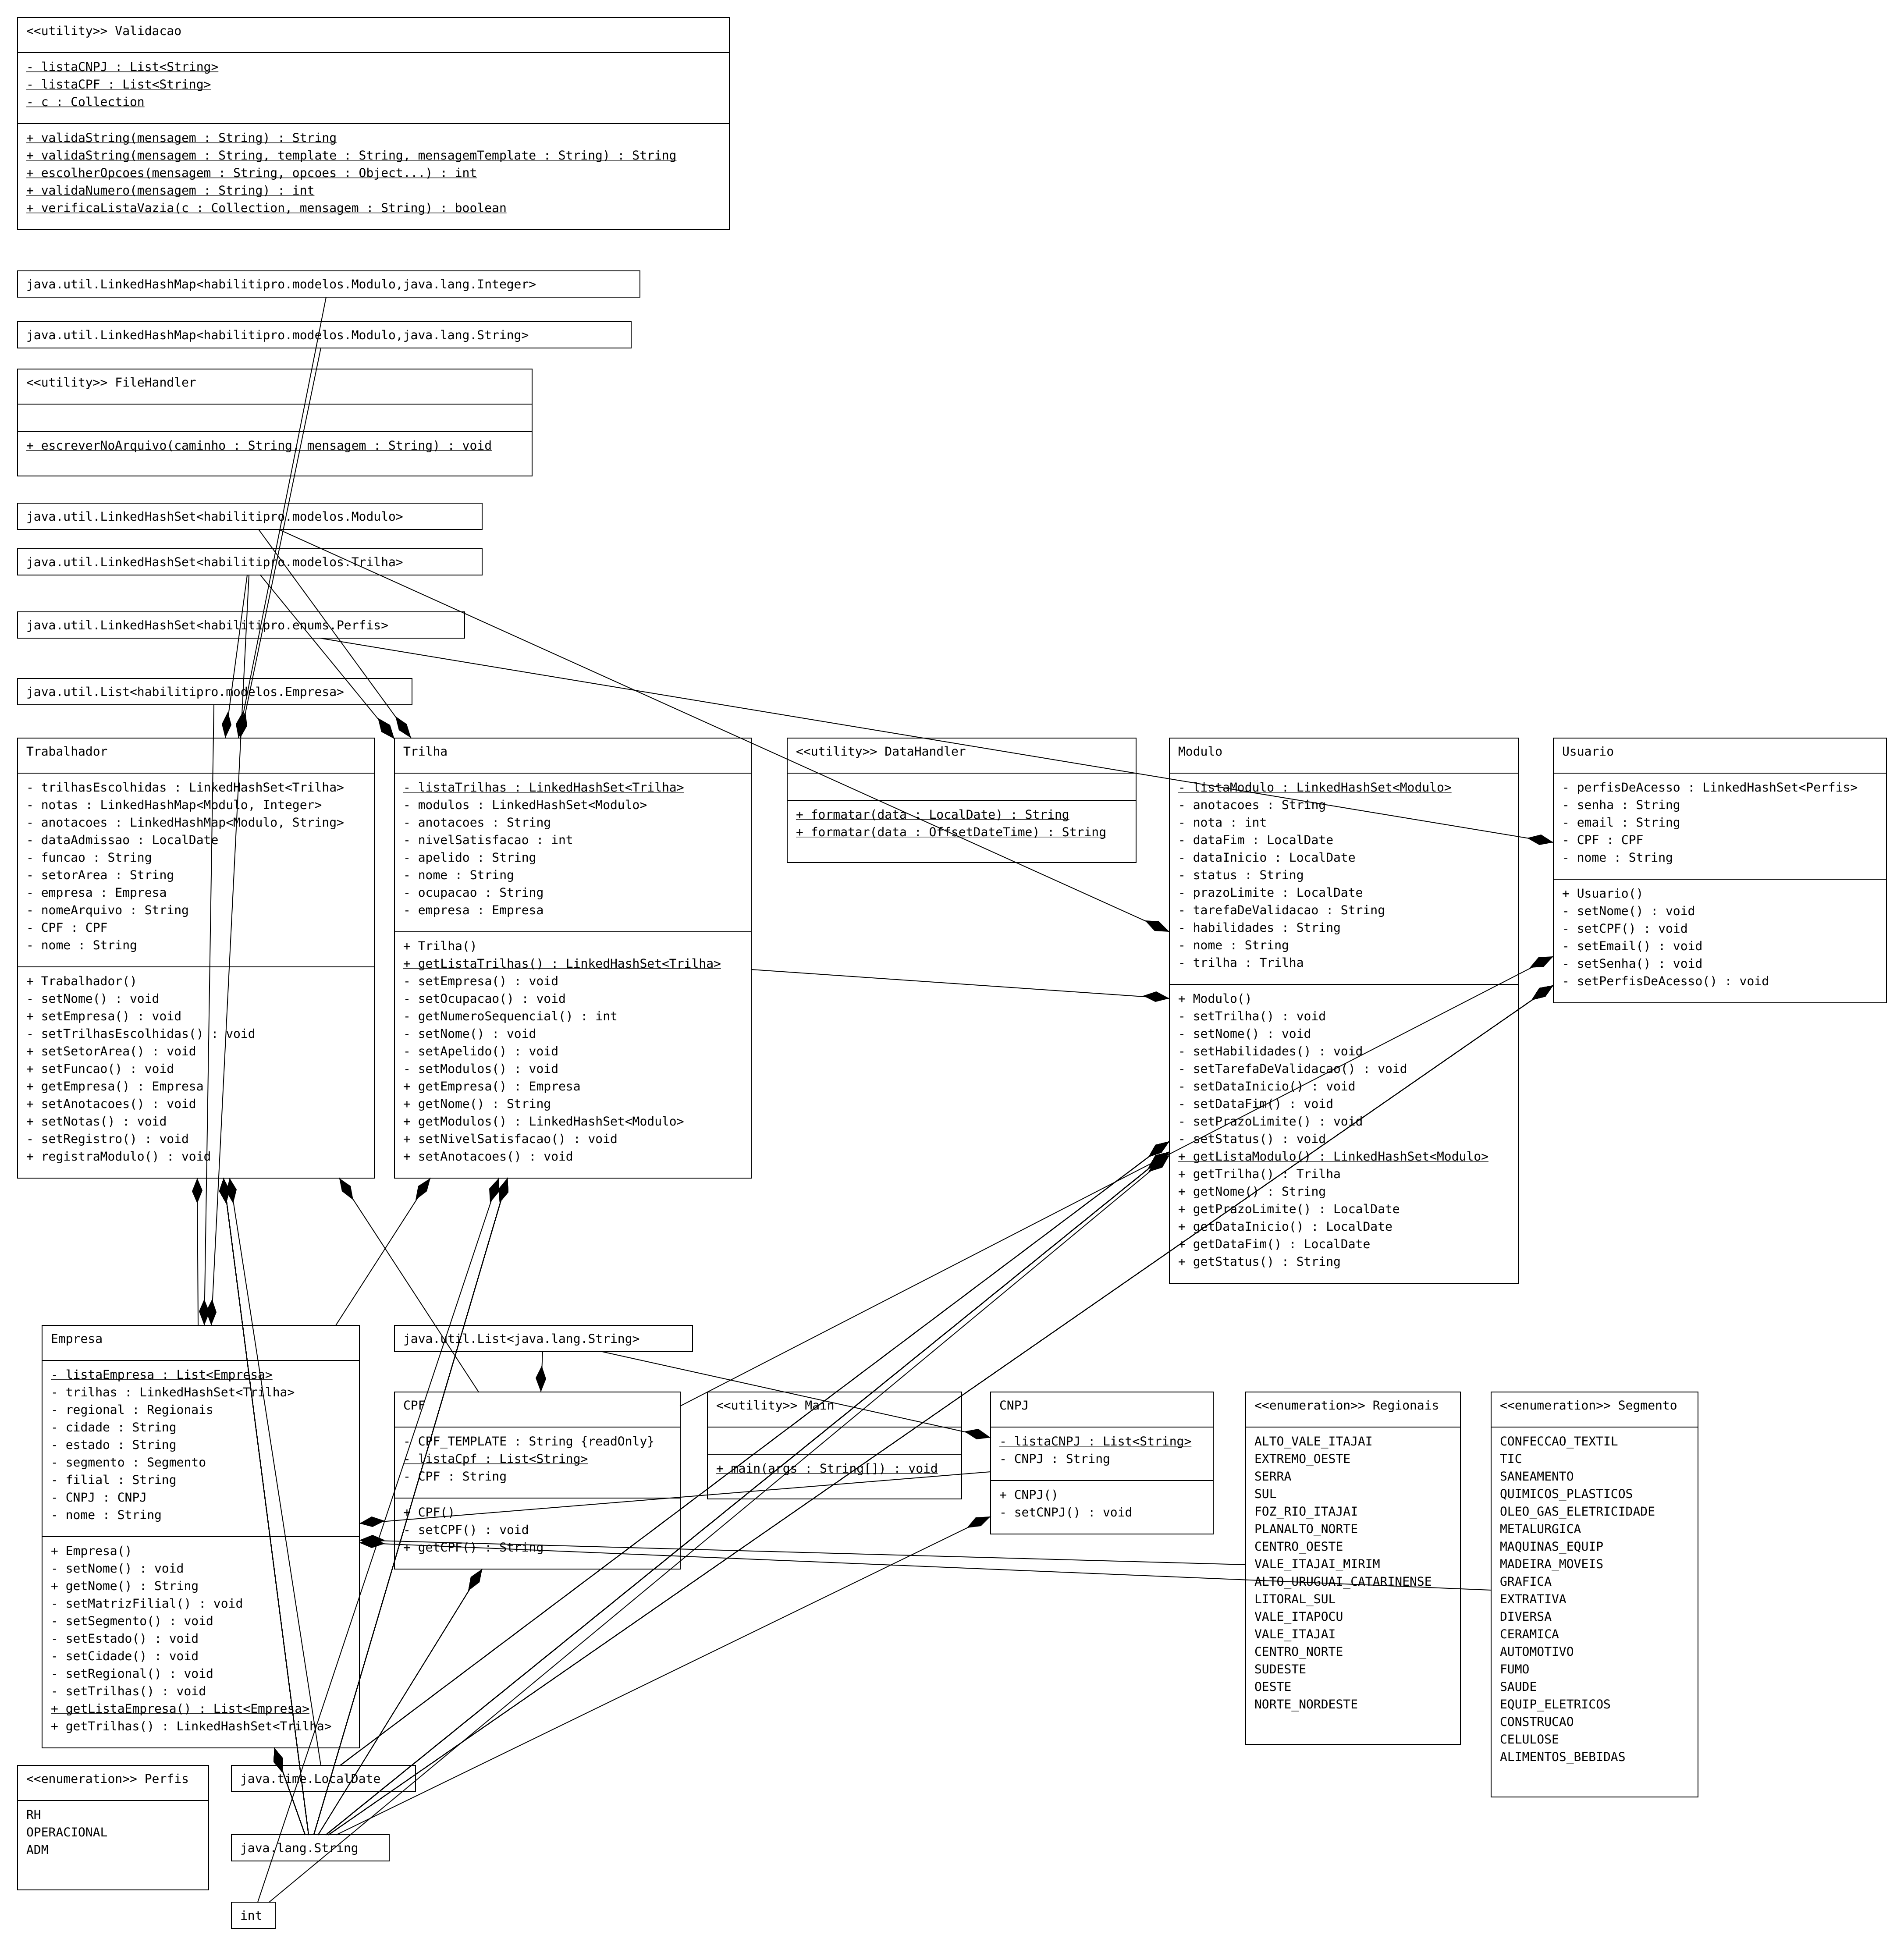 <<utility>> Validacao
- listaCNPJ : List<String>
- listaCPF : List<String>
- c : Collection
+ validaString(mensagem : String) : String
+ validaString(mensagem : String, template : String, mensagemTemplate : String) : String
+ escolherOpcoes(mensagem : String, opcoes : Object...) : int
+ validaNumero(mensagem : String) : int
+ verificaListaVazia(c : Collection, mensagem : String) : boolean
java.util.LinkedHashMap<habilitipro.modelos.Modulo,java.lang.Integer>
java.util.LinkedHashMap<habilitipro.modelos.Modulo,java.lang.String>
<<utility>> FileHandler
+ escreverNoArquivo(caminho : String, mensagem : String) : void
java.util.LinkedHashSet<habilitipro.modelos.Modulo>
java.util.LinkedHashSet<habilitipro.modelos.Trilha>
java.util.LinkedHashSet<habilitipro.enums.Perfis>
java.util.List<habilitipro.modelos.Empresa>
Trabalhador
- trilhasEscolhidas : LinkedHashSet<Trilha>
- notas : LinkedHashMap<Modulo, Integer>
- anotacoes : LinkedHashMap<Modulo, String>
- dataAdmissao : LocalDate
- funcao : String
- setorArea : String
- empresa : Empresa
- nomeArquivo : String
- CPF : CPF
- nome : String
+ Trabalhador()
- setNome() : void
+ setEmpresa() : void
- setTrilhasEscolhidas() : void
+ setSetorArea() : void
+ setFuncao() : void
+ getEmpresa() : Empresa
+ setAnotacoes() : void
+ setNotas() : void
- setRegistro() : void
+ registraModulo() : void
Trilha
- listaTrilhas : LinkedHashSet<Trilha>
- modulos : LinkedHashSet<Modulo>
- anotacoes : String
- nivelSatisfacao : int
- apelido : String
- nome : String
- ocupacao : String
- empresa : Empresa
+ Trilha()
+ getListaTrilhas() : LinkedHashSet<Trilha>
- setEmpresa() : void
- setOcupacao() : void
- getNumeroSequencial() : int
- setNome() : void
- setApelido() : void
- setModulos() : void
+ getEmpresa() : Empresa
+ getNome() : String
+ getModulos() : LinkedHashSet<Modulo>
+ setNivelSatisfacao() : void
+ setAnotacoes() : void
<<utility>> DataHandler
+ formatar(data : LocalDate) : String
+ formatar(data : OffsetDateTime) : String
Modulo
- listaModulo : LinkedHashSet<Modulo>
- anotacoes : String
- nota : int
- dataFim : LocalDate
- dataInicio : LocalDate
- status : String
- prazoLimite : LocalDate
- tarefaDeValidacao : String
- habilidades : String
- nome : String
- trilha : Trilha
+ Modulo()
- setTrilha() : void
- setNome() : void
- setHabilidades() : void
- setTarefaDeValidacao() : void
- setDataInicio() : void
- setDataFim() : void
- setPrazoLimite() : void
- setStatus() : void
+ getListaModulo() : LinkedHashSet<Modulo>
+ getTrilha() : Trilha
+ getNome() : String
+ getPrazoLimite() : LocalDate
+ getDataInicio() : LocalDate
+ getDataFim() : LocalDate
+ getStatus() : String
Usuario
- perfisDeAcesso : LinkedHashSet<Perfis>
- senha : String
- email : String
- CPF : CPF
- nome : String
+ Usuario()
- setNome() : void
- setCPF() : void
- setEmail() : void
- setSenha() : void
- setPerfisDeAcesso() : void
Empresa
- listaEmpresa : List<Empresa>
- trilhas : LinkedHashSet<Trilha>
- regional : Regionais
- cidade : String
- estado : String
- segmento : Segmento
- filial : String
- CNPJ : CNPJ
- nome : String
+ Empresa()
- setNome() : void
+ getNome() : String
- setMatrizFilial() : void
- setSegmento() : void
- setEstado() : void
- setCidade() : void
- setRegional() : void
- setTrilhas() : void
+ getListaEmpresa() : List<Empresa>
+ getTrilhas() : LinkedHashSet<Trilha>
java.util.List<java.lang.String>
CPF
- CPF_TEMPLATE : String {readOnly}
- listaCpf : List<String>
- CPF : String
+ CPF()
- setCPF() : void
+ getCPF() : String
<<utility>> Main
+ main(args : String[]) : void
CNPJ
- listaCNPJ : List<String>
- CNPJ : String
+ CNPJ()
- setCNPJ() : void
<<enumeration>> Regionais
ALTO_VALE_ITAJAI
EXTREMO_OESTE
SERRA
SUL
FOZ_RIO_ITAJAI
PLANALTO_NORTE
CENTRO_OESTE
VALE_ITAJAI_MIRIM
ALTO_URUGUAI_CATARINENSE
LITORAL_SUL
VALE_ITAPOCU
VALE_ITAJAI
CENTRO_NORTE
SUDESTE
OESTE
NORTE_NORDESTE
<<enumeration>> Segmento
CONFECCAO_TEXTIL
TIC
SANEAMENTO
QUIMICOS_PLASTICOS
OLEO_GAS_ELETRICIDADE
METALURGICA
MAQUINAS_EQUIP
MADEIRA_MOVEIS
GRAFICA
EXTRATIVA
DIVERSA
CERAMICA
AUTOMOTIVO
FUMO
SAUDE
EQUIP_ELETRICOS
CONSTRUCAO
CELULOSE
ALIMENTOS_BEBIDAS
<<enumeration>> Perfis
RH
OPERACIONAL
ADM
java.time.LocalDate
java.lang.String
int